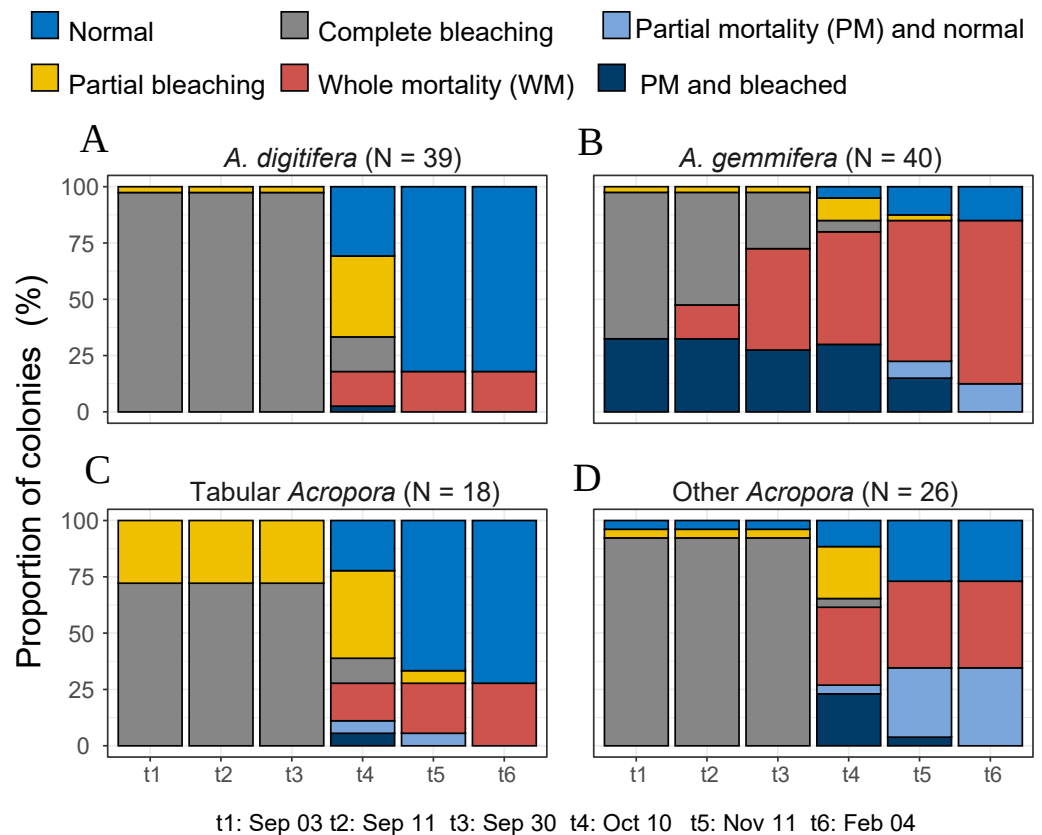 Normal Complete bleaching Partial mortality (PM) and normal
Partial bleaching Whole mortality (WM) PM and bleached
A B
A. digitifera (N = 39) A. gemmifera (N = 40)
100
75
50
25
0
Proportion of colonies (%)
C D
Tabular Acropora (N = 18) Other Acropora (N = 26)
100
75
50
25
0
t1 t2 t3 t4 t5 t6 t1 t2 t3 t4 t5 t6
t1: Sep 03 t2: Sep 11 t3: Sep 30 t4: Oct 10 t5: Nov 11 t6: Feb 04